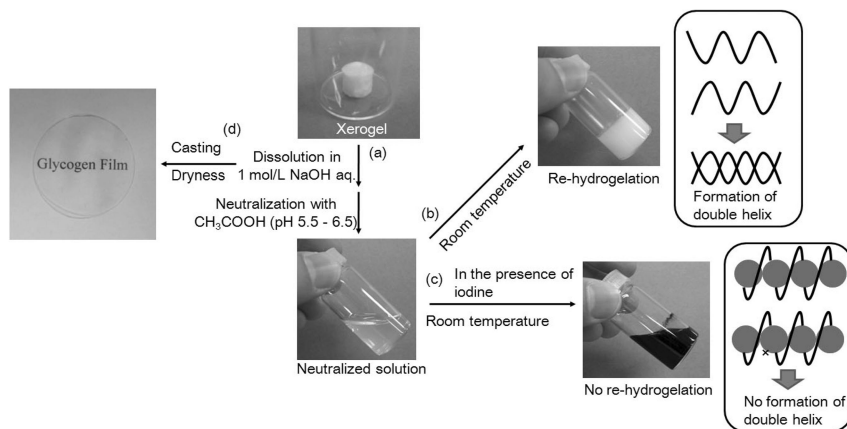 Xerogel
(a)
(d)
Casting
Dryness
Glycogen Film
Dissolution in
1 mol/L NaOH aq.
Neutralization with
CH₃COOH (pH 5.5 - 6.5)
Neutralized solution
(b)
Room temperature
Re-hydrogelation
Formation of
double helix
(c)
In the presence of
iodine
Room temperature
No re-hydrogelation
×
No formation of
double helix